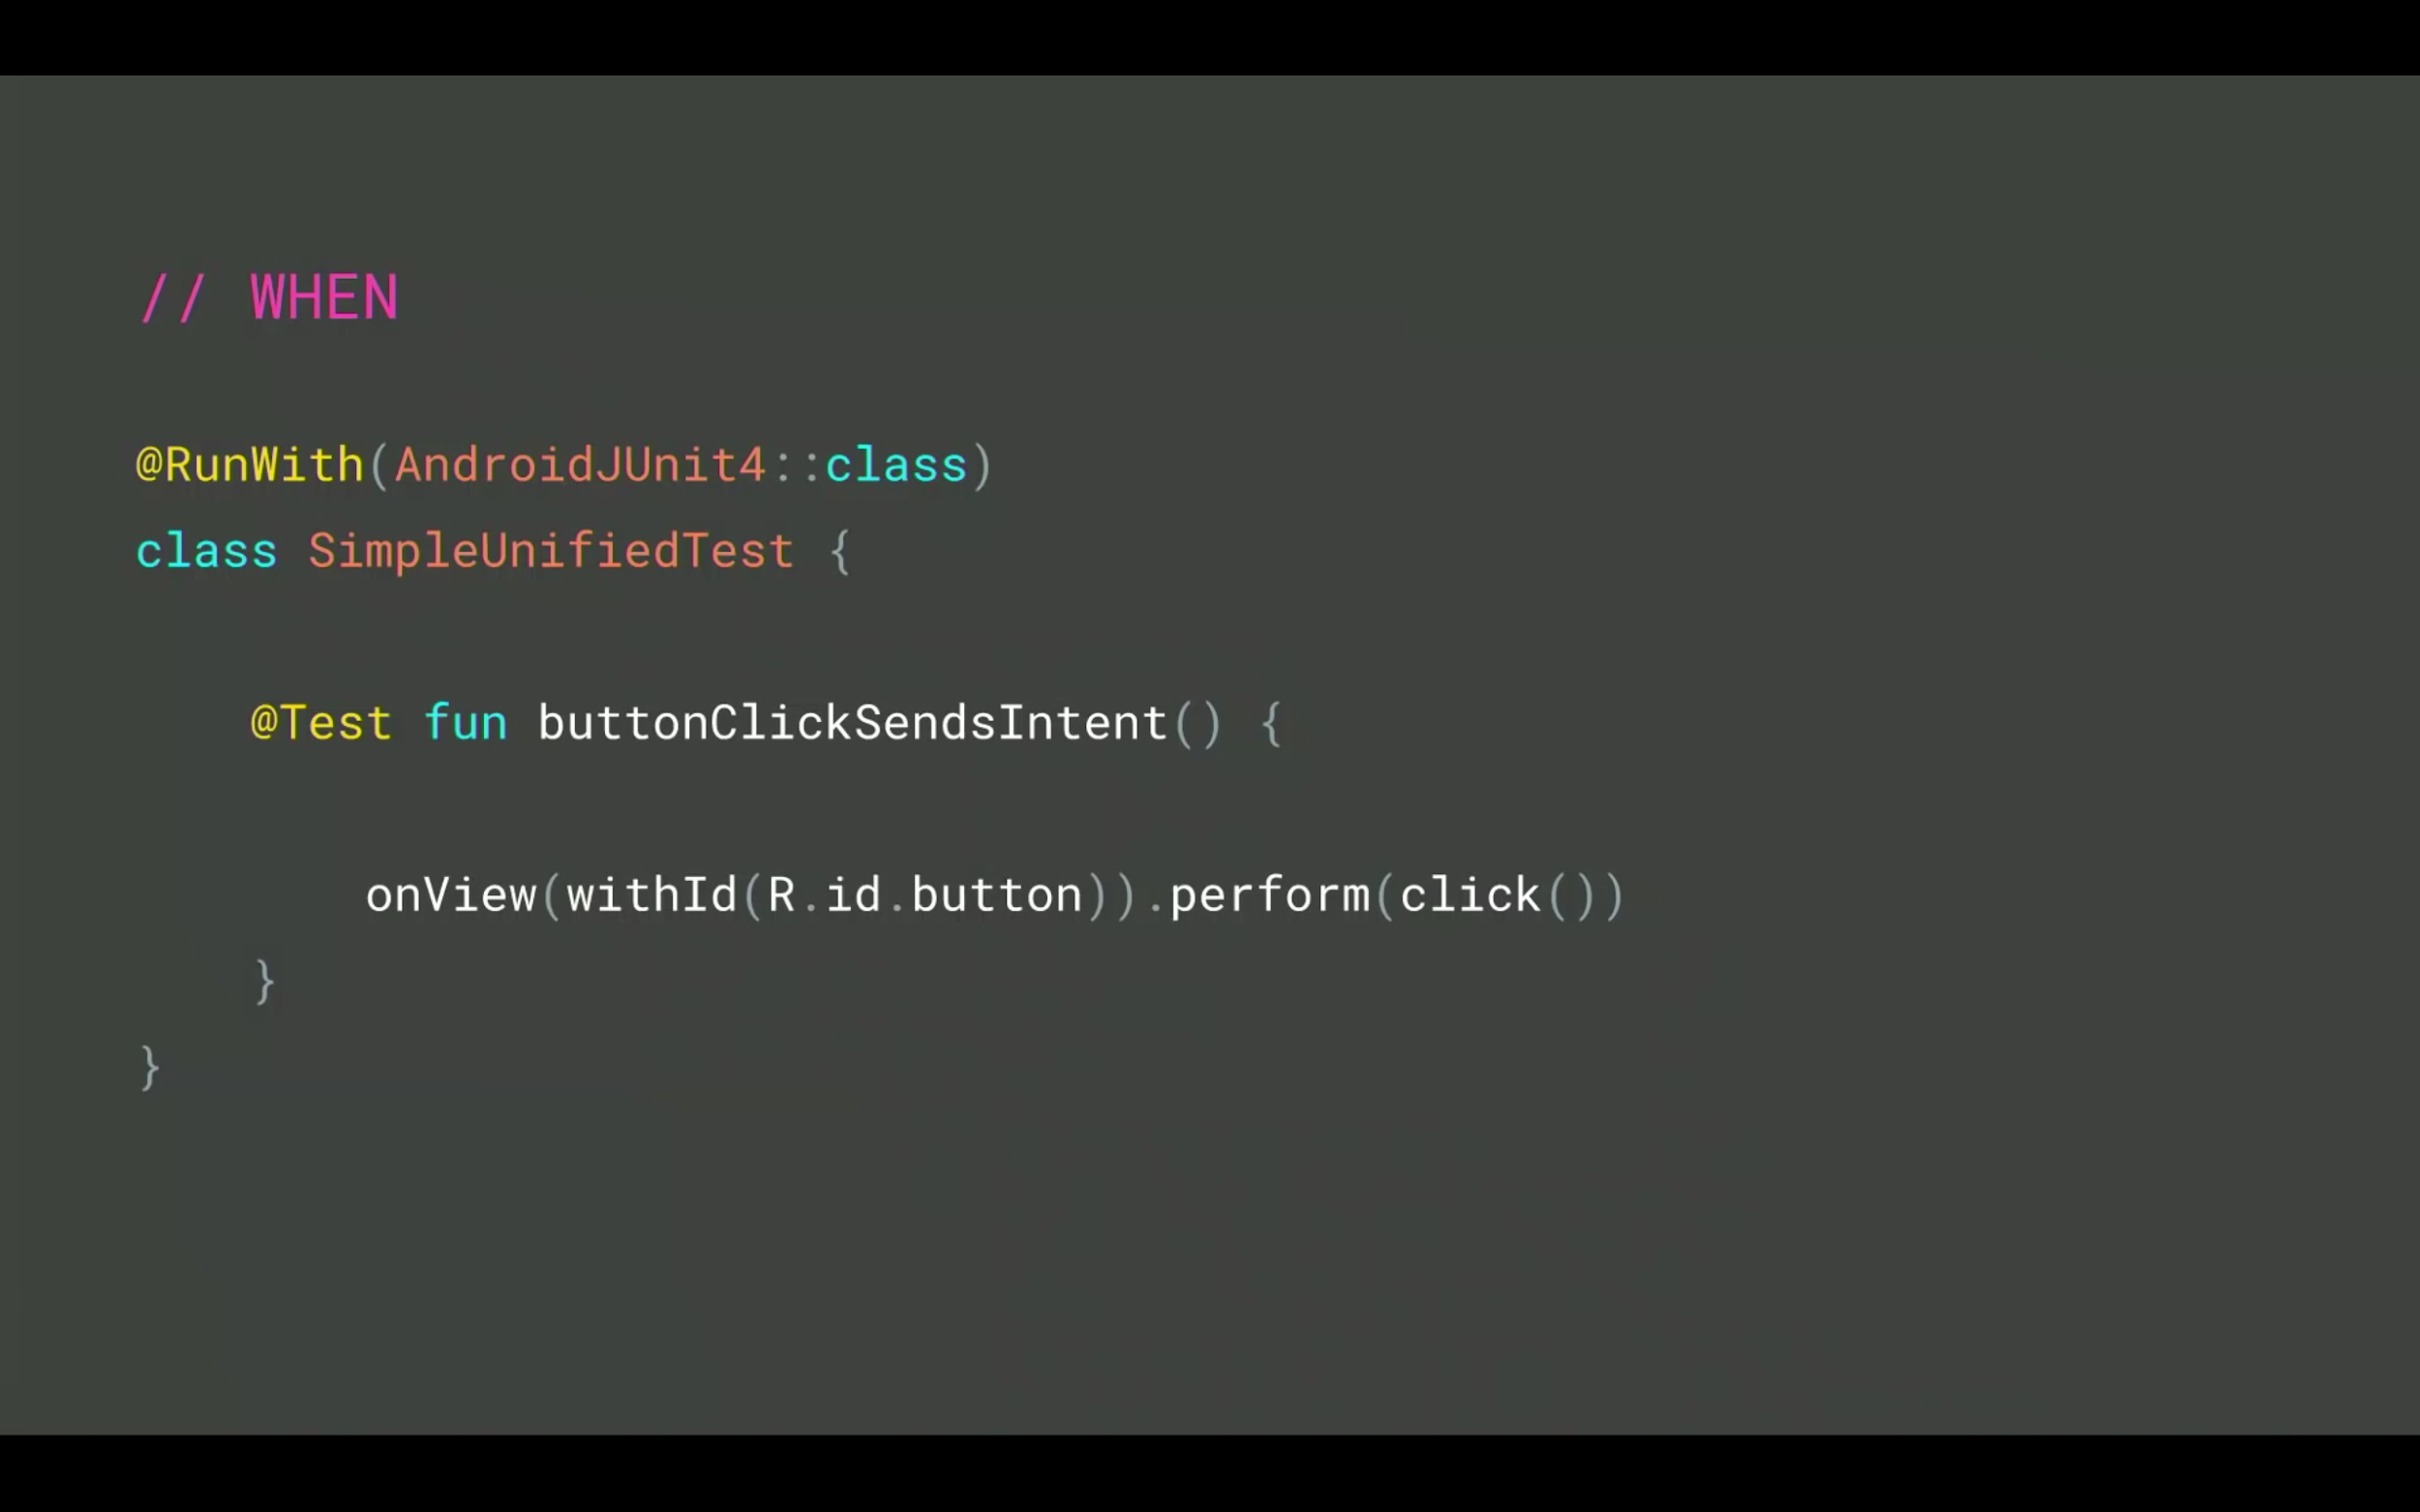 // WHEN
@RunWith(AndroidJUnit4::class)
class SimpleUnifiedTest {
@Test fun buttonClickSendsIntent() {
onView(withId(R.id.button)).perform(click())
}
}